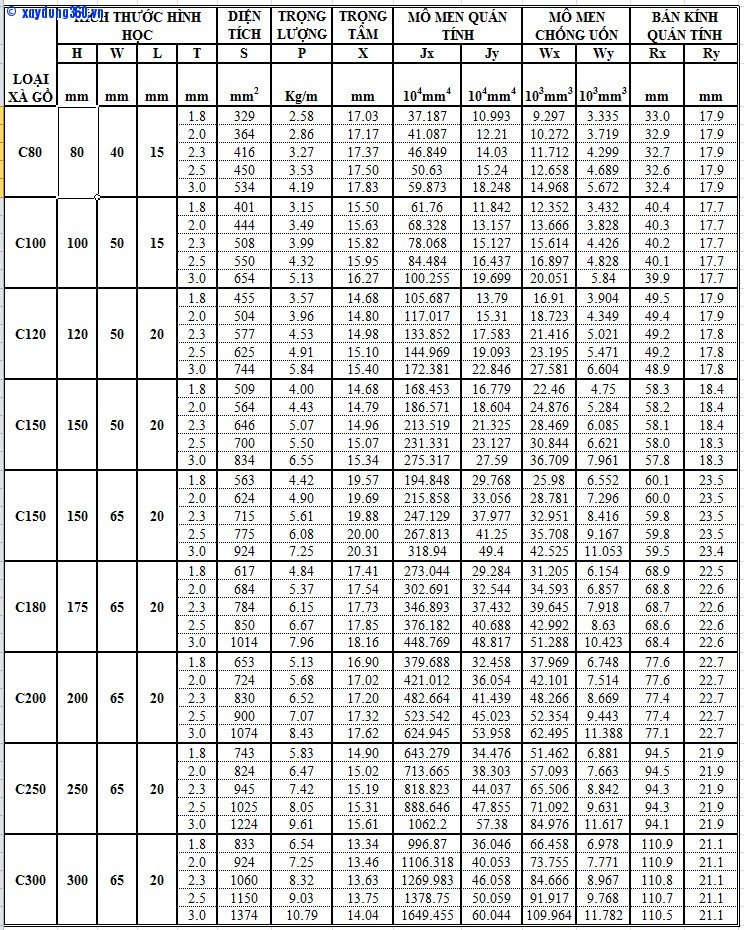 © xaydung360.vn
KÍCH THƯỚC HÌNH HỌC DIỆN TÍCH TRỌNG LƯỢNG TRỌNG TÂM MÔ MEN QUÁN TÍNH MÔ MEN CHỐNG UỐN BÁN KÍNH QUÁN TÍNH
LOẠI XÀ GỒ H W L T S P X Jx Jy Wx Wy Rx Ry
mm mm mm mm mm² Kg/m mm 10⁴mm⁴ 10⁴mm⁴ 10³mm³ 10³mm³ mm mm
C80 80 40 15
1.8 329 2.58 17.03 37.187 10.993 9.297 3.335 33.0 17.9
2.0 364 2.86 17.17 41.087 12.21 10.272 3.719 32.9 17.9
2.3 416 3.27 17.37 46.849 14.03 11.712 4.299 32.7 17.9
2.5 450 3.53 17.50 50.63 15.24 12.658 4.689 32.6 17.9
3.0 534 4.19 17.83 59.873 18.248 14.968 5.672 32.4 17.9
C100 100 50 15
1.8 401 3.15 15.50 61.76 11.842 12.352 3.432 40.4 17.7
2.0 444 3.49 15.63 68.328 13.157 13.666 3.828 40.3 17.7
2.3 508 3.99 15.82 78.068 15.127 15.614 4.426 40.2 17.7
2.5 550 4.32 15.95 84.484 16.437 16.897 4.828 40.1 17.7
3.0 654 5.13 16.27 100.255 19.699 20.051 5.84 39.9 17.7
C120 120 50 20
1.8 455 3.57 14.68 105.687 13.79 16.91 3.904 49.5 17.9
2.0 504 3.96 14.80 117.017 15.31 18.723 4.349 49.4 17.9
2.3 577 4.53 14.98 133.852 17.583 21.416 5.021 49.2 17.8
2.5 625 4.91 15.10 144.969 19.093 23.195 5.471 49.2 17.8
3.0 744 5.84 15.40 172.381 22.846 27.581 6.604 48.9 17.8
C150 150 50 20
1.8 509 4.00 14.68 168.453 16.779 22.46 4.75 58.3 18.4
2.0 564 4.43 14.79 186.571 18.604 24.876 5.284 58.2 18.4
2.3 646 5.07 14.96 213.519 21.325 28.469 6.085 58.1 18.4
2.5 700 5.50 15.07 231.331 23.127 30.844 6.621 58.0 18.3
3.0 834 6.55 15.34 275.317 27.59 36.709 7.961 57.8 18.3
C150 150 65 20
1.8 563 4.42 19.57 194.848 29.768 25.98 6.552 60.1 23.5
2.0 624 4.90 19.69 215.858 33.056 28.781 7.296 60.0 23.5
2.3 715 5.61 19.88 247.129 37.977 32.951 8.416 59.8 23.5
2.5 775 6.08 20.00 267.813 41.25 35.708 9.167 59.8 23.5
3.0 924 7.25 20.31 318.94 49.4 42.525 11.053 59.5 23.4
C180 175 65 20
1.8 617 4.84 17.41 273.044 29.284 31.205 6.154 68.9 22.5
2.0 684 5.37 17.54 302.691 32.544 34.593 6.857 68.8 22.6
2.3 784 6.15 17.73 346.893 37.432 39.645 7.918 68.7 22.6
2.5 850 6.67 17.85 376.182 40.688 42.992 8.63 68.6 22.6
3.0 1014 7.96 18.16 448.769 48.817 51.288 10.423 68.4 22.6
C200 200 65 20
1.8 653 5.13 16.90 379.688 32.458 37.969 6.748 77.6 22.7
2.0 724 5.68 17.02 421.012 36.054 42.101 7.514 77.6 22.7
2.3 830 6.52 17.20 482.664 41.439 48.266 8.669 77.4 22.7
2.5 900 7.07 17.32 523.542 45.023 52.354 9.443 77.4 22.7
3.0 1074 8.43 17.62 624.945 53.958 62.495 11.388 77.1 22.7
C250 250 65 20
1.8 743 5.83 14.90 643.279 34.476 51.462 6.881 94.5 21.9
2.0 824 6.47 15.02 713.665 38.303 57.093 7.663 94.5 21.9
2.3 945 7.42 15.19 818.823 44.037 65.506 8.842 94.3 21.9
2.5 1025 8.05 15.31 888.646 47.855 71.092 9.631 94.3 21.9
3.0 1224 9.61 15.61 1062.2 57.38 84.976 11.617 94.1 21.9
C300 300 65 20
1.8 833 6.54 13.34 996.87 36.046 66.458 6.978 110.9 21.1
2.0 924 7.25 13.46 1106.318 40.053 73.755 7.771 110.9 21.1
2.3 1060 8.32 13.63 1269.983 46.058 84.666 8.967 110.8 21.1
2.5 1150 9.03 13.75 1378.75 50.059 91.917 9.768 110.7 21.1
3.0 1374 10.79 14.04 1649.455 60.044 109.964 11.782 110.5 21.1